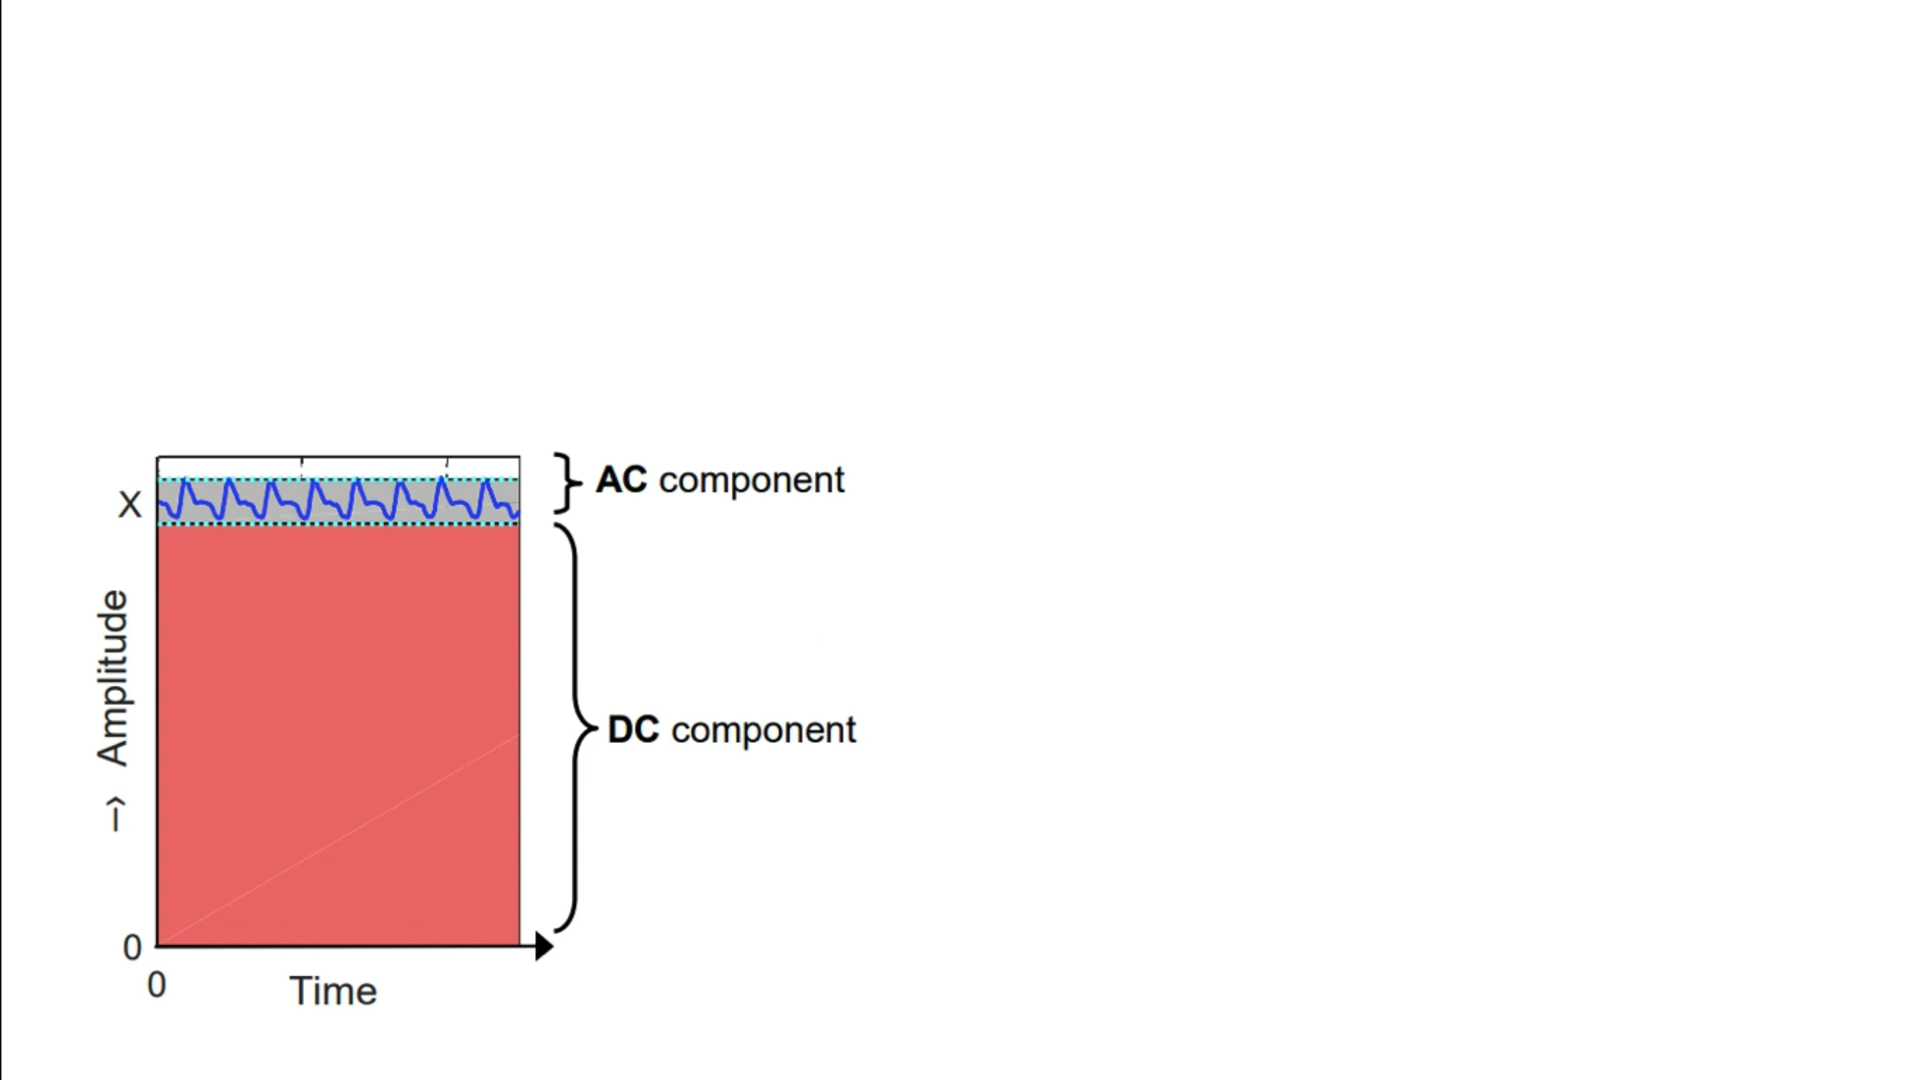 AC component
X
Amplitude
DC component
0
0
Time